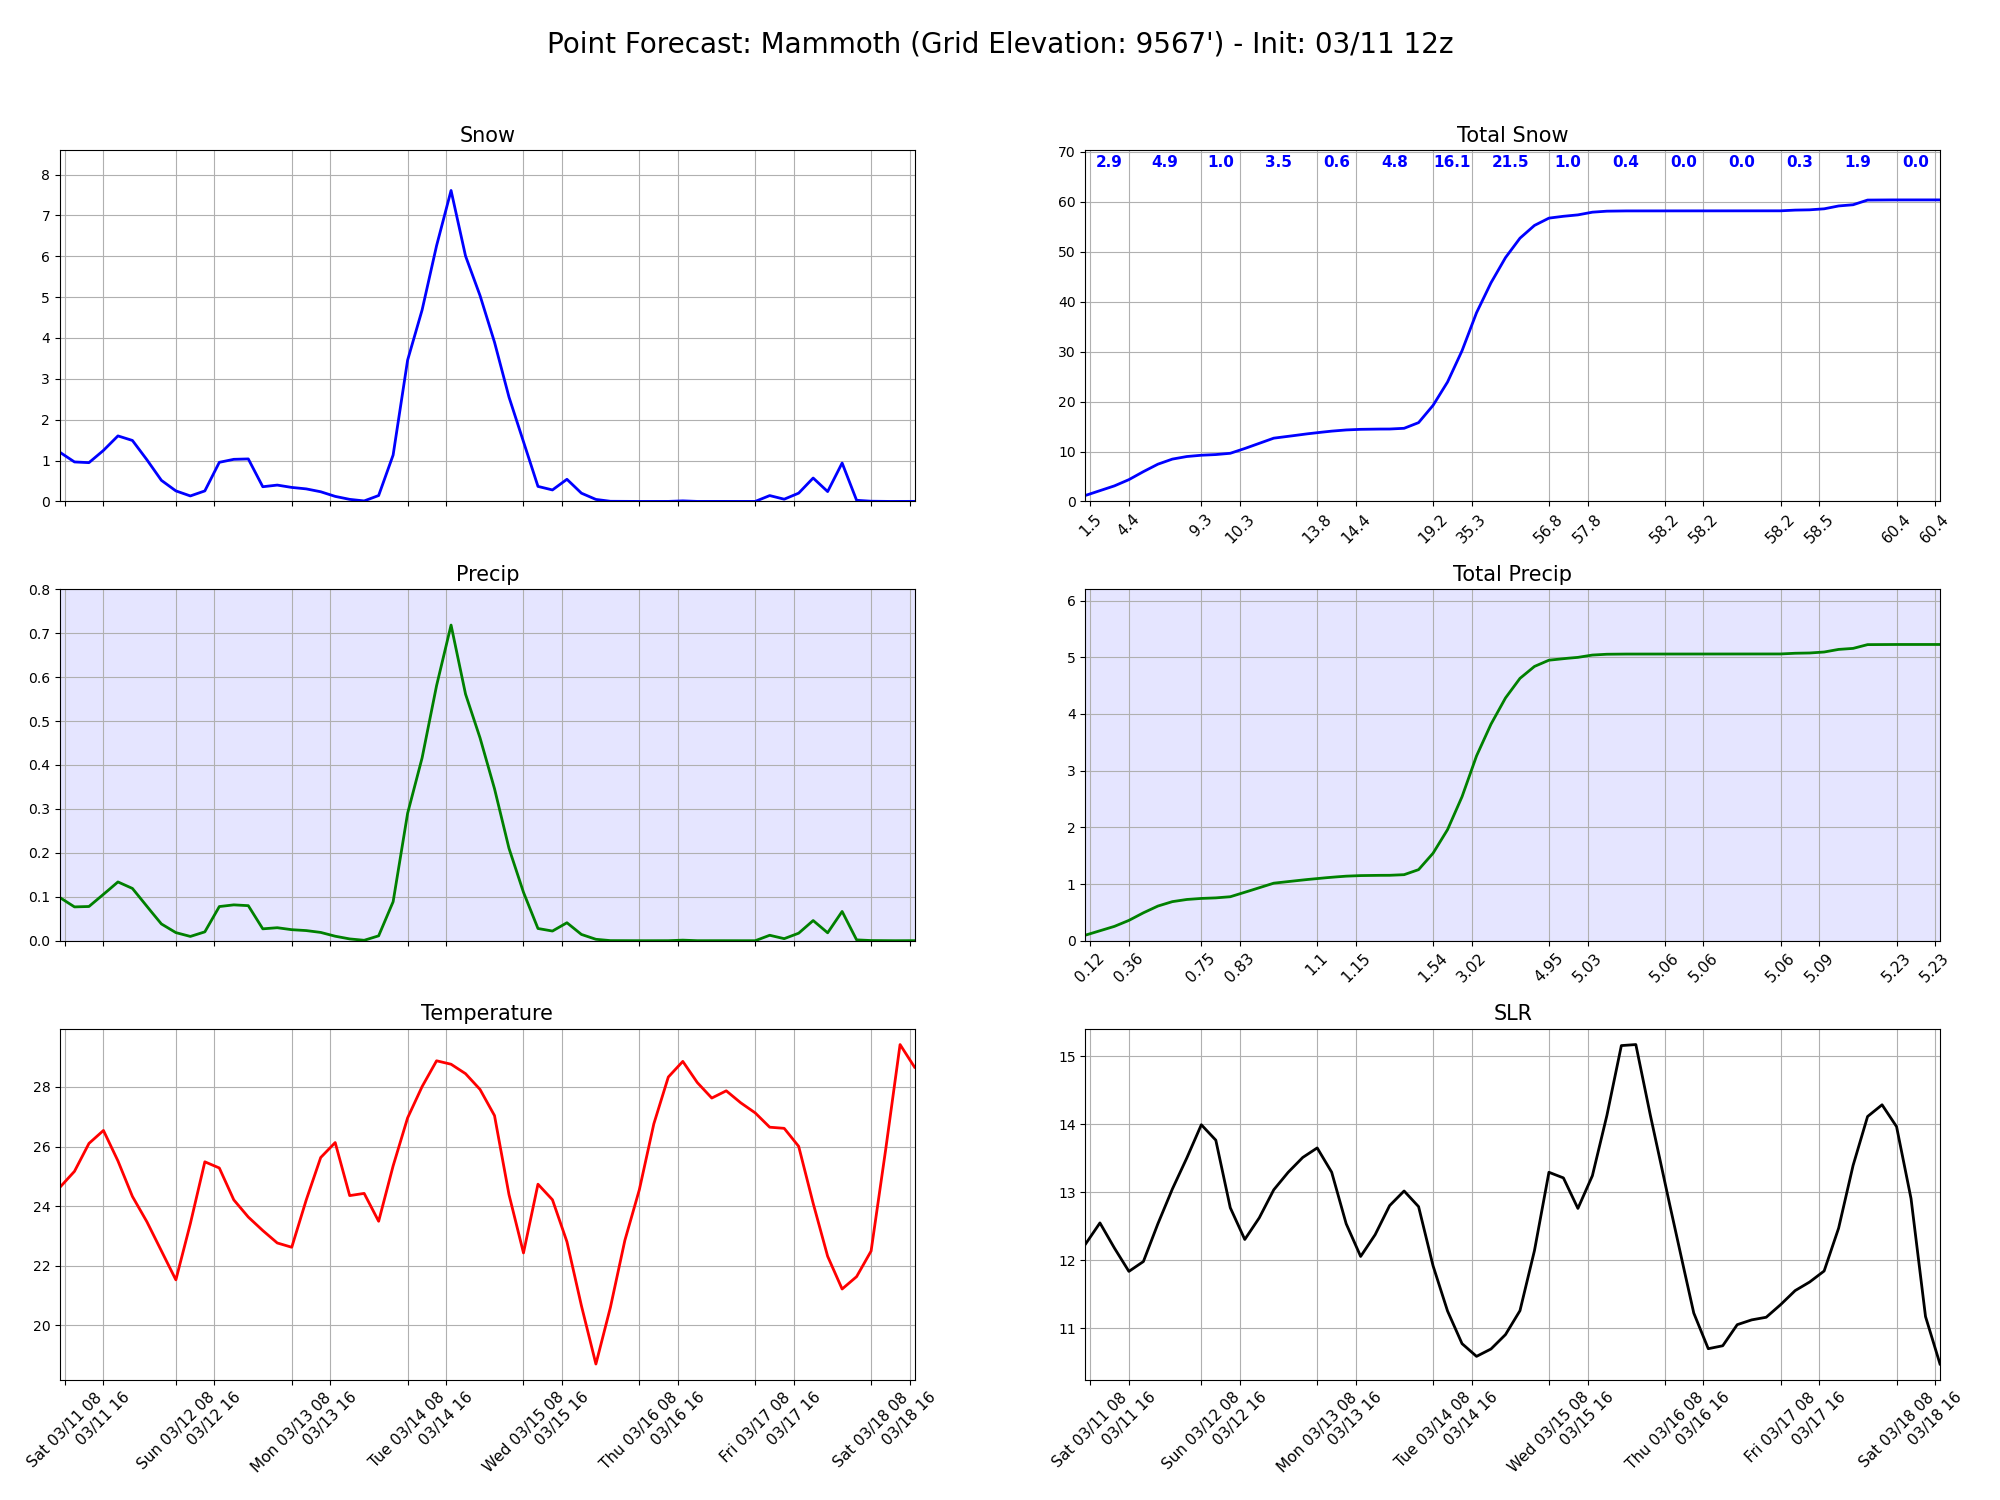 Point Forecast: Mammoth (Grid Elevation: 9567') - Init: 03/11 12z
Snow
8
7
6
5
4
3
2
1
0
Total Snow
70
60
50
40
30
20
10
0
2.9 4.9 1.0 3.5 0.6 4.8 16.1 21.5 1.0 0.4 0.0 0.0 0.3 1.9 0.0
1.5 4.4 9.3 10.3 13.8 14.4 19.2 35.3 56.8 57.8 58.2 58.2 58.2 58.5 60.4 60.4
Precip
0.8
0.7
0.6
0.5
0.4
0.3
0.2
0.1
0.0
Total Precip
6
5
4
3
2
1
0
0.12 0.36 0.75 0.83 1.1 1.15 1.54 3.02 4.95 5.03 5.06 5.06 5.06 5.09 5.23 5.23
Temperature
28
26
24
22
20
Sat 03/11 08
03/11 16
Sun 03/12 08
03/12 16
Mon 03/13 08
03/13 16
Tue 03/14 08
03/14 16
Wed 03/15 08
03/15 16
Thu 03/16 08
03/16 16
Fri 03/17 08
03/17 16
Sat 03/18 08
03/18 16
SLR
15
14
13
12
11
Sat 03/11 08
03/11 16
Sun 03/12 08
03/12 16
Mon 03/13 08
03/13 16
Tue 03/14 08
03/14 16
Wed 03/15 08
03/15 16
Thu 03/16 08
03/16 16
Fri 03/17 08
03/17 16
Sat 03/18 08
03/18 16